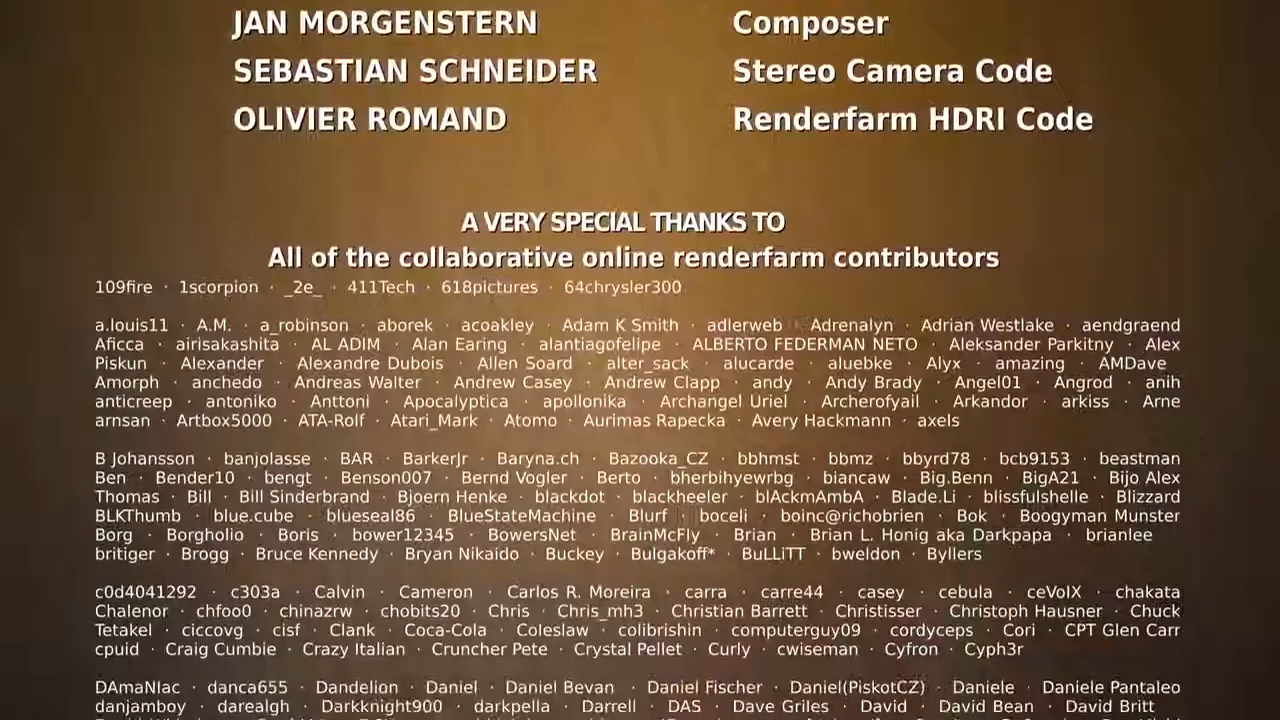 JAN MORGENSTERN Composer
SEBASTIAN SCHNEIDER Stereo Camera Code
OLIVIER ROMAND Renderfarm HDRI Code
A VERY SPECIAL THANKS TO
All of the collaborative online renderfarm contributors
109fire · 1scorpion · _2e_ · 411Tech · 618pictures · 64chrysler300
a.louis11 · A.M. · a_robinson · aborek · acoakley · Adam K Smith · adlerweb · Adrenalyn · Adrian Westlake · aendgraend
Aficca · airisakashita · AL ADIM · Alan Earing · alantiagofelipe · ALBERTO FEDERMAN NETO · Aleksander Parkitny · Alex
Piskun · Alexander · Alexandre Dubois · Allen Soard · alter_sack · alucarde · aluebke · Alyx · amazing · AMDave
Amorph · anchedo · Andreas Walter · Andrew Casey · Andrew Clapp · andy · Andy Brady · Angel01 · Angrod · anih
anticreep · antoniko · Anttoni · Apocalyptica · apollonika · Archangel Uriel · Archerofyail · Arkandor · arkiss · Arne
arnsan · Artbox5000 · ATA-Rolf · Atari_Mark · Atomo · Aurimas Rapecka · Avery Hackmann · axels
B Johansson · banjolasse · BAR · BarkerJr · Baryna.ch · Bazooka_CZ · bbhmst · bbmz · bbyrd78 · bcb9153 · beastman
Ben · Bender10 · bengt · Benson007 · Bernd Vogler · Berto · bherbihyewrbg · biancaw · Big.Benn · BigA21 · Bijo Alex
Thomas · Bill · Bill Sinderbrand · Bjoern Henke · blackdot · blackheeler · blAckmAmbA · Blade.Li · blissfulshelle · Blizzard
BLKThumb · blue.cube · blueseal86 · BlueStateMachine · Blurf · boceli · boinc@richobrien · Bok · Boogyman Munster
Borg · Borgholio · Boris · bower12345 · BowersNet · BrainMcFly · Brian · Brian L. Honig aka Darkpapa · brianlee
britiger · Brogg · Bruce Kennedy · Bryan Nikaido · Buckey · Bulgakoff* · BuLLiTT · bweldon · Byllers
c0d4041292 · c303a · Calvin · Cameron · Carlos R. Moreira · carra · carre44 · casey · cebula · ceVolX · chakata
Chalenor · chfoo0 · chinazrw · chobits20 · Chris · Chris_mh3 · Christian Barrett · Christisser · Christoph Hausner · Chuck
Tetakel · ciccovg · cisf · Clank · Coca-Cola · Coleslaw · colibrishin · computerguy09 · cordyceps · Cori · CPT Glen Carr
cpuid · Craig Cumbie · Crazy Italian · Cruncher Pete · Crystal Pellet · Curly · cwiseman · Cyfron · Cyph3r
DAmaNIac · danca655 · Dandelion · Daniel · Daniel Bevan · Daniel Fischer · Daniel(PiskotCZ) · Daniele · Daniele Pantaleo
danjamboy · darealgh · Darkknight900 · darkpella · Darrell · DAS · Dave Griles · David · David Bean · David Britt